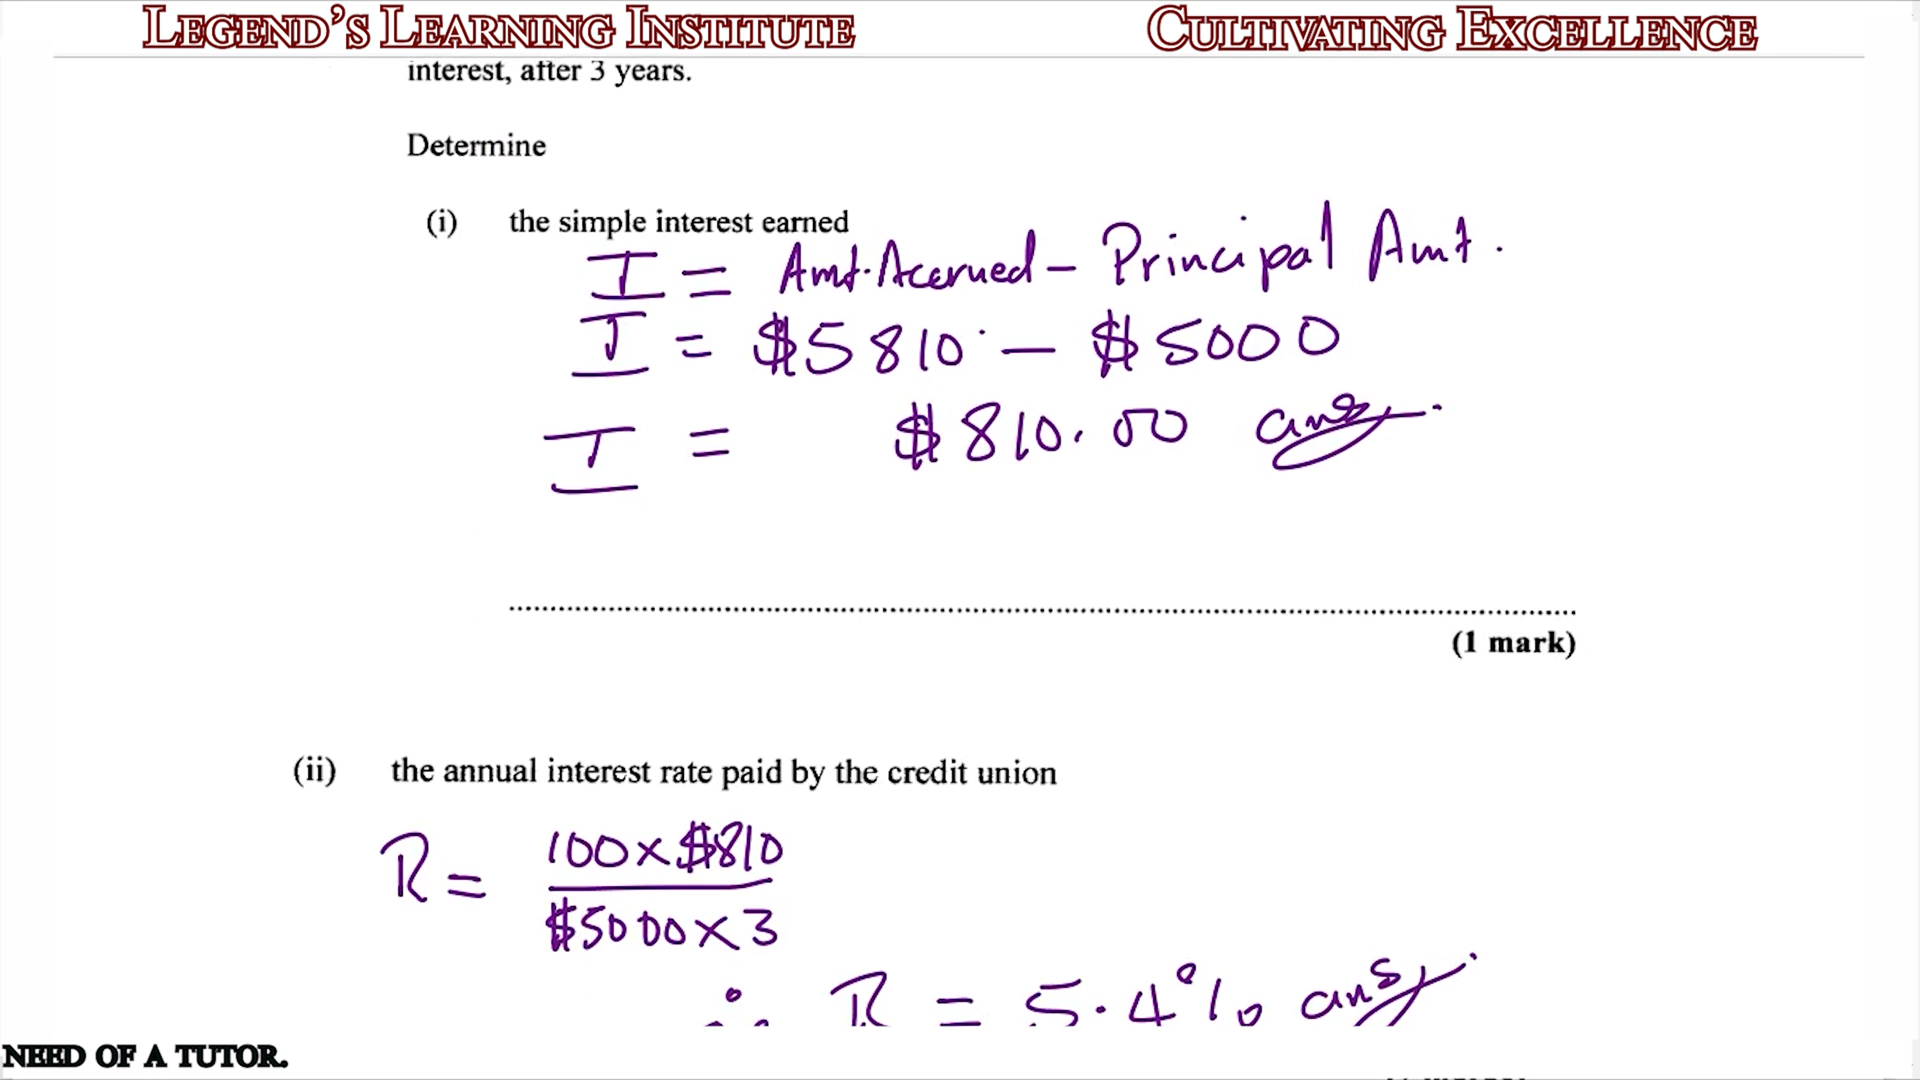 LEGEND'S LEARNING INSTITUTE CULTIVATING EXCELLENCE
interest, after 3 years.
Determine
(i) the simple interest earned
I = Amt. Accrued – Principal Amt.
I = $5810 – $5000
I = $810.00 ans
(1 mark)
(ii) the annual interest rate paid by the credit union
R = 100 x $810
$5000 x 3
∴ R = 5.4% ans
NEED OF A TUTOR.